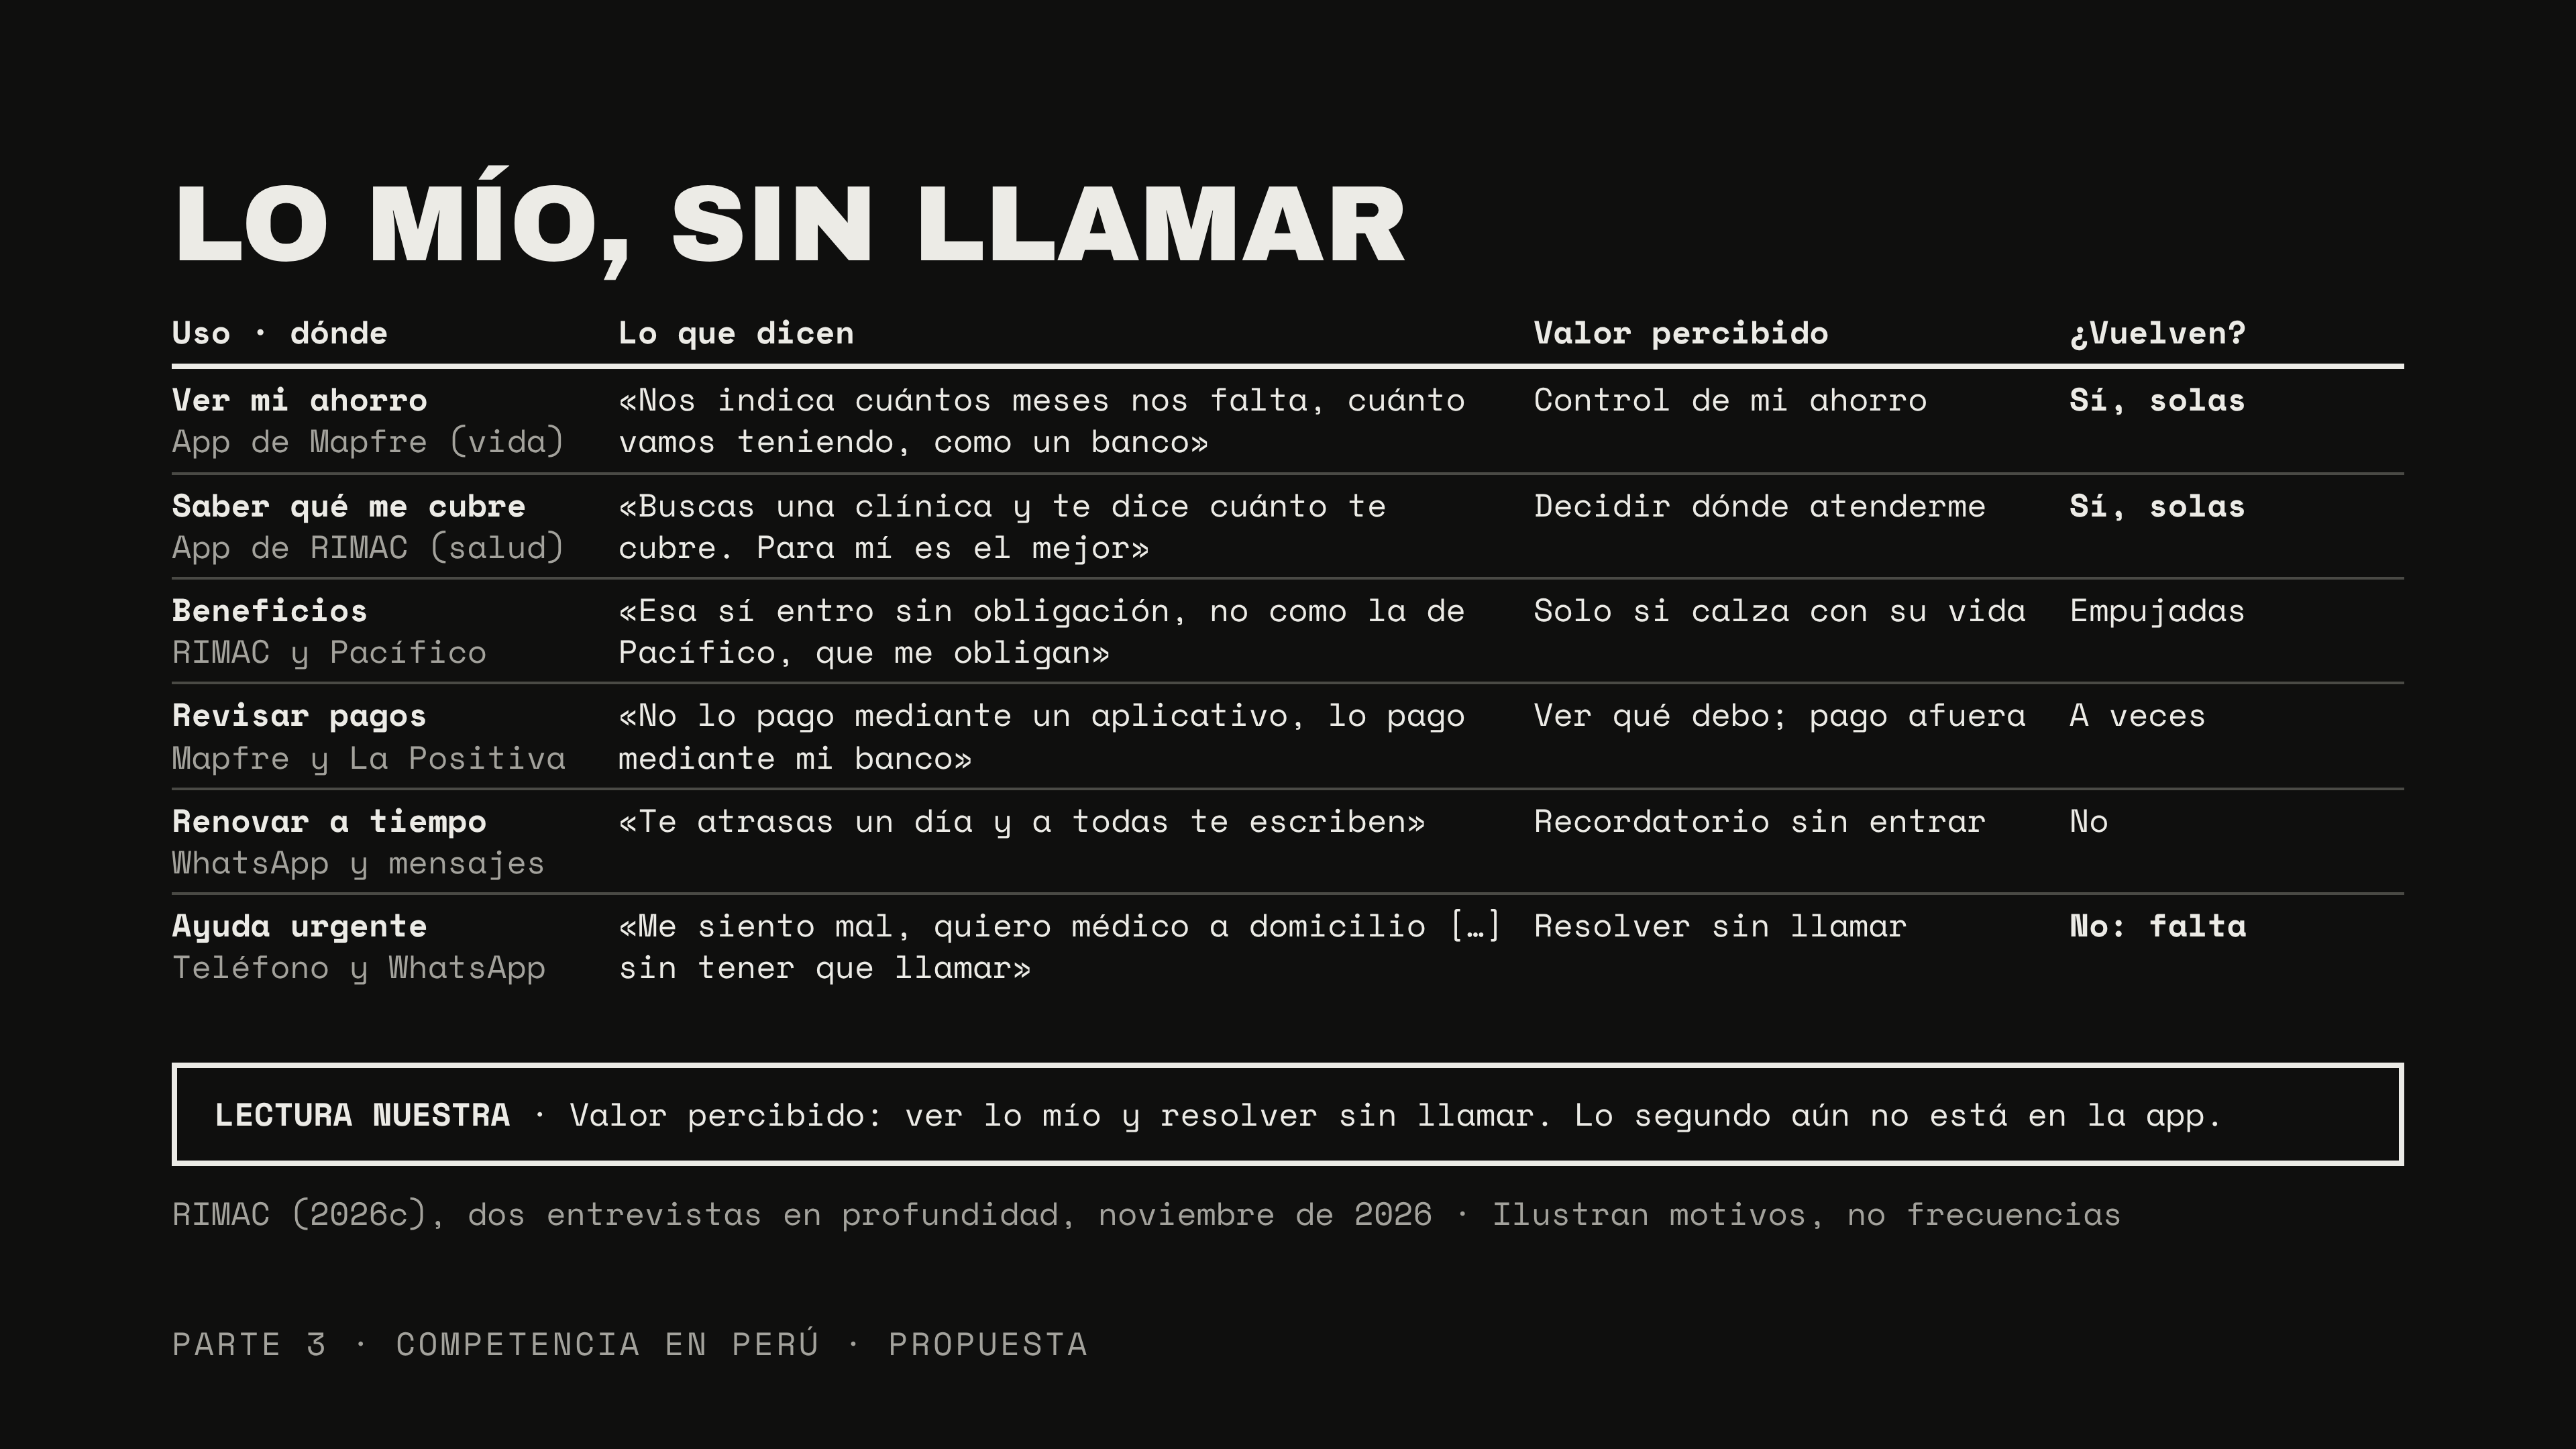 LO MÍO, SIN LLAMAR
Uso · dónde
Lo que dicen
Valor percibido
¿Vuelven?
Ver mi ahorro
App de Mapfre (vida)
«Nos indica cuántos meses nos falta, cuánto
vamos teniendo, como un banco»
Control de mi ahorro
Sí, solas
Saber qué me cubre
App de RIMAC (salud)
«Buscas una clínica y te dice cuánto te
cubre. Para mí es el mejor»
Decidir dónde atenderme
Sí, solas
Beneficios
RIMAC y Pacífico
«Esa sí entro sin obligación, no como la de
Pacífico, que me obligan»
Solo si calza con su vida
Empujadas
Revisar pagos
Mapfre y La Positiva
«No lo pago mediante un aplicativo, lo pago
mediante mi banco»
Ver qué debo; pago afuera
A veces
Renovar a tiempo
WhatsApp y mensajes
«Te atrasas un día y a todas te escriben»
Recordatorio sin entrar
No
Ayuda urgente
Teléfono y WhatsApp
«Me siento mal, quiero médico a domicilio […]
sin tener que llamar»
Resolver sin llamar
No: falta
LECTURA NUESTRA · Valor percibido: ver lo mío y resolver sin llamar. Lo segundo aún no está en la app.
RIMAC (2026c), dos entrevistas en profundidad, noviembre de 2026 · Ilustran motivos, no frecuencias
PARTE 3 · COMPETENCIA EN PERÚ · PROPUESTA